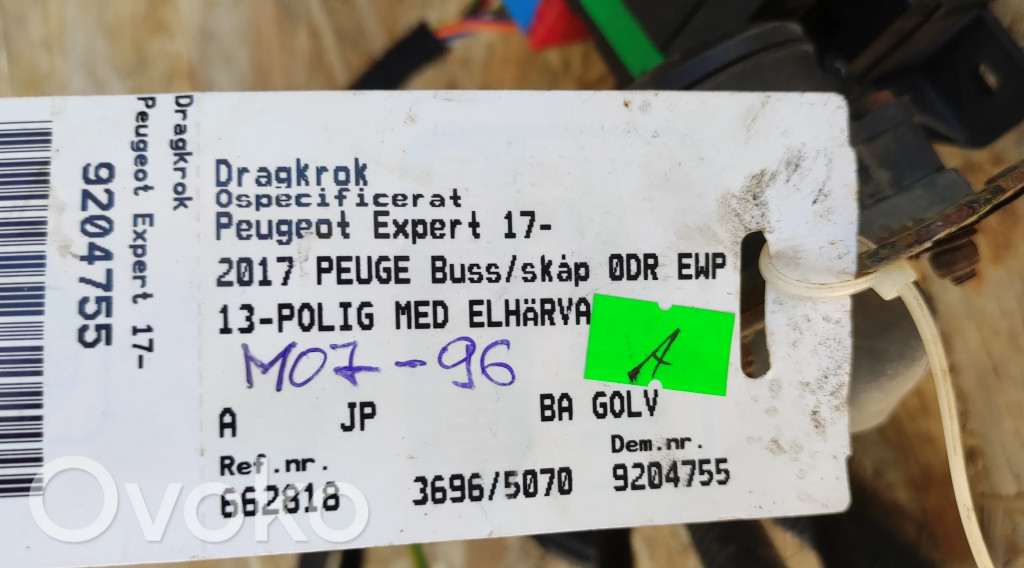 Dragkrok
Peugeot Expert 17-
9204755
Dragkrok
Ospecificerat
Peugeot Expert 17-
2017 PEUGE Buss/skåp 0DR EWP
13-POLIG MED ELHÄRVA
M07-96
A
A JP BA GOLV
Ref.nr. Dem.nr.
662818 3696/5070 9204755
Ovoko